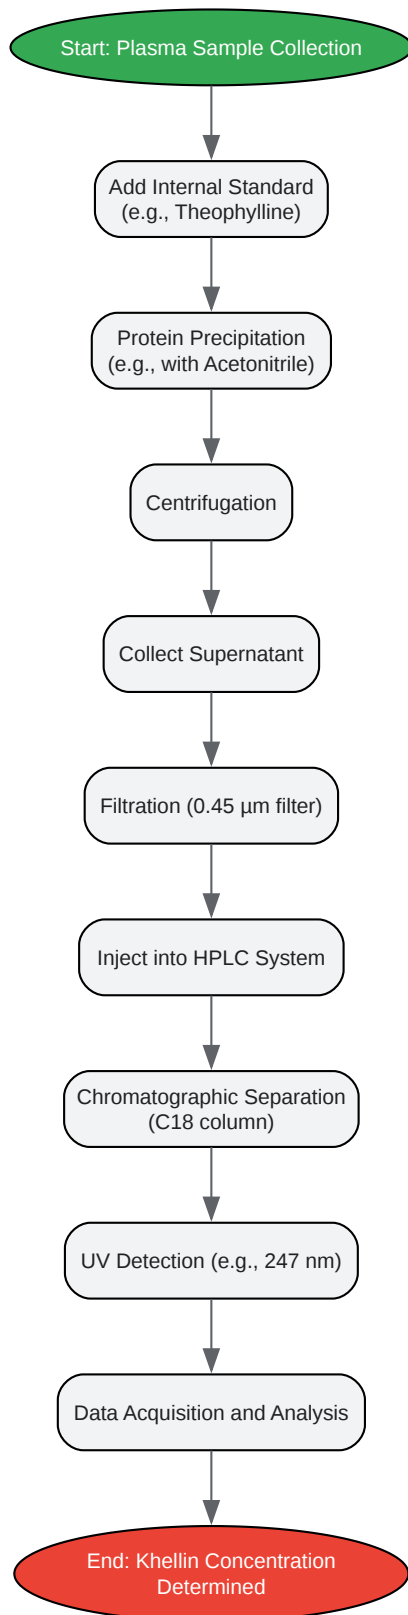 Start: Plasma Sample Collection
Add Internal Standard
(e.g., Theophylline)
Protein Precipitation
(e.g., with Acetonitrile)
Centrifugation
Collect Supernatant
Filtration (0.45 µm filter)
Inject into HPLC System
Chromatographic Separation
(C18 column)
UV Detection (e.g., 247 nm)
Data Acquisition and Analysis
End: Khellin Concentration
Determined